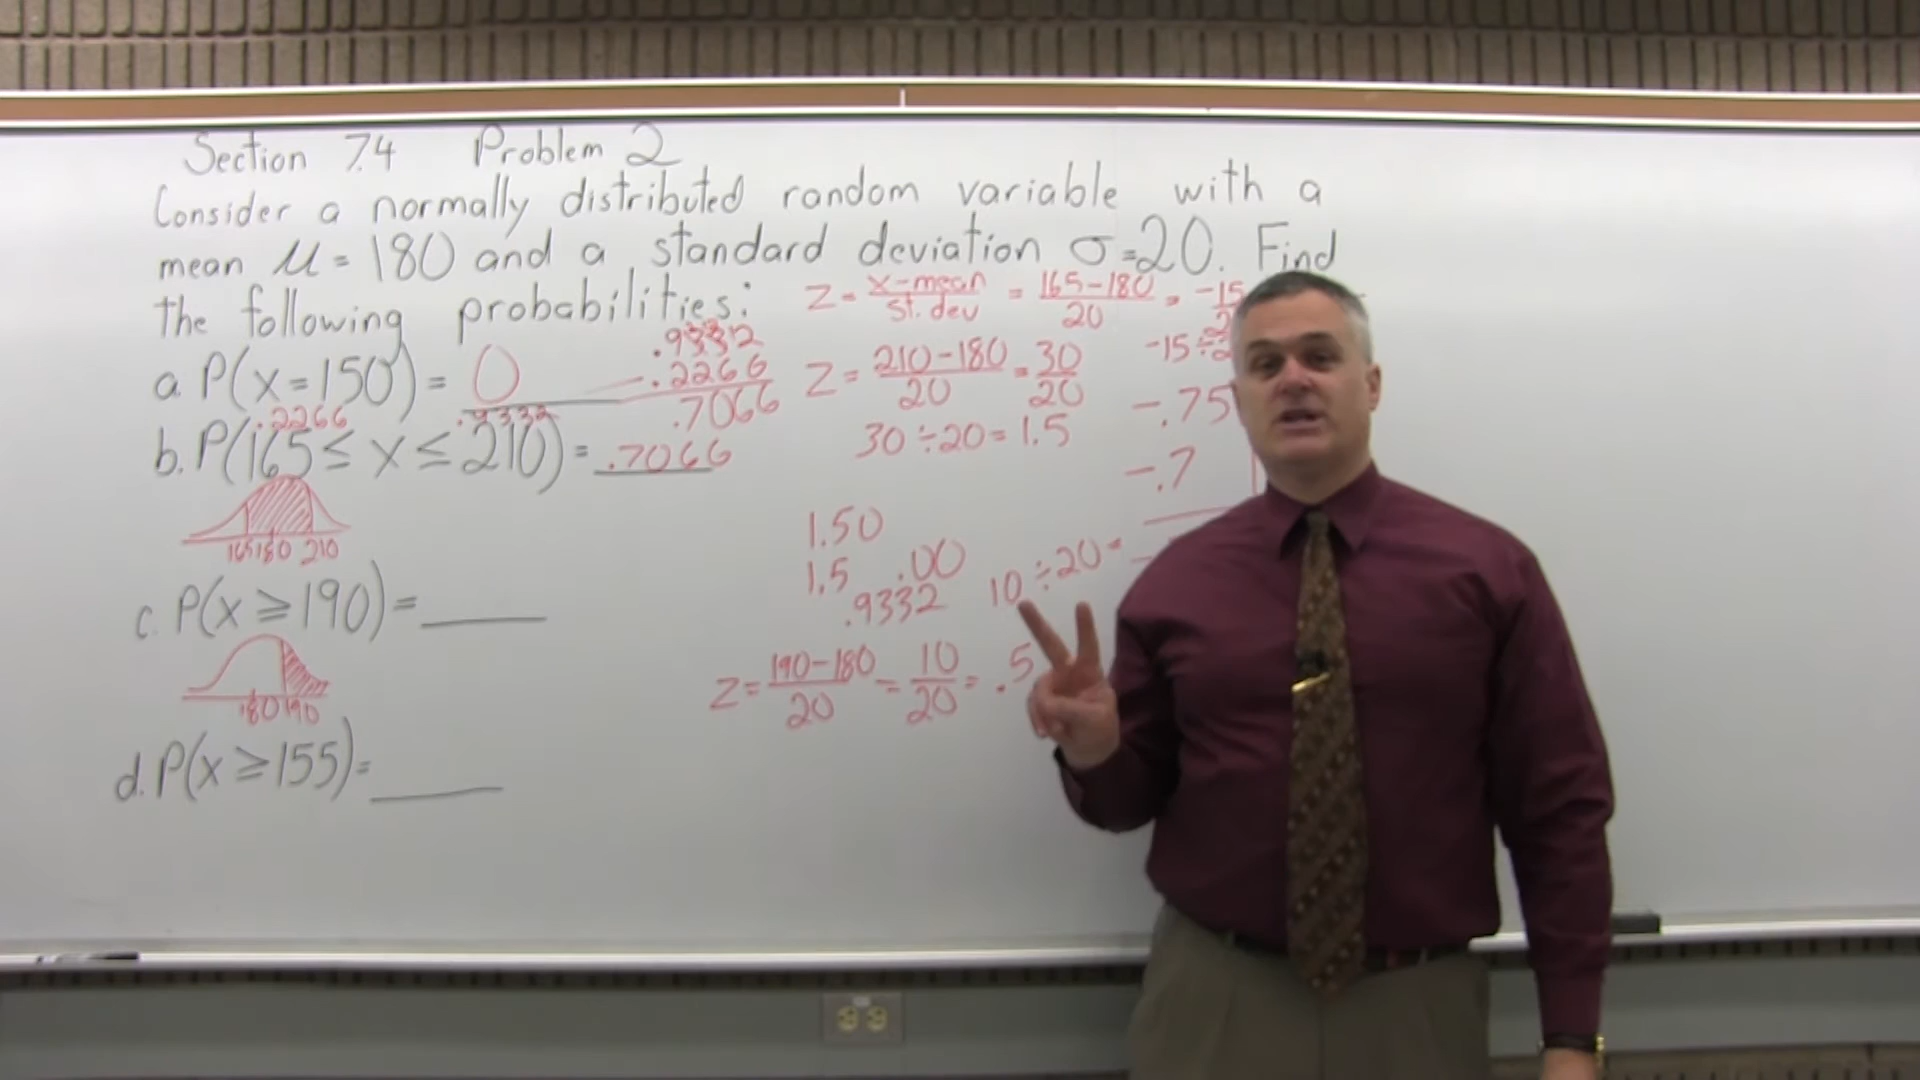 Section 7.4 Problem 2
Consider a normally distributed random variable with a
mean μ = 180 and a standard deviation σ=20. Find
the following probabilities:
a. P(x=150) = 0
.2266 .9332
b. P(165 ≤ x ≤ 210) = .7066
165 180 210
c. P(x ≥ 190) =
180 190
d. P(x ≥ 155) =
.9332
- .2266
.7066
Z = x-mean / st. dev = 165-180 / 20 = -15
Z = 210-180 / 20 = 30 / 20
30 ÷ 20 = 1.5
-15 ÷ 2
-.75
-.7
1.50
1.5 .00
.9332
10 ÷ 20 =
Z = 190-180 / 20 = 10 / 20 = .5